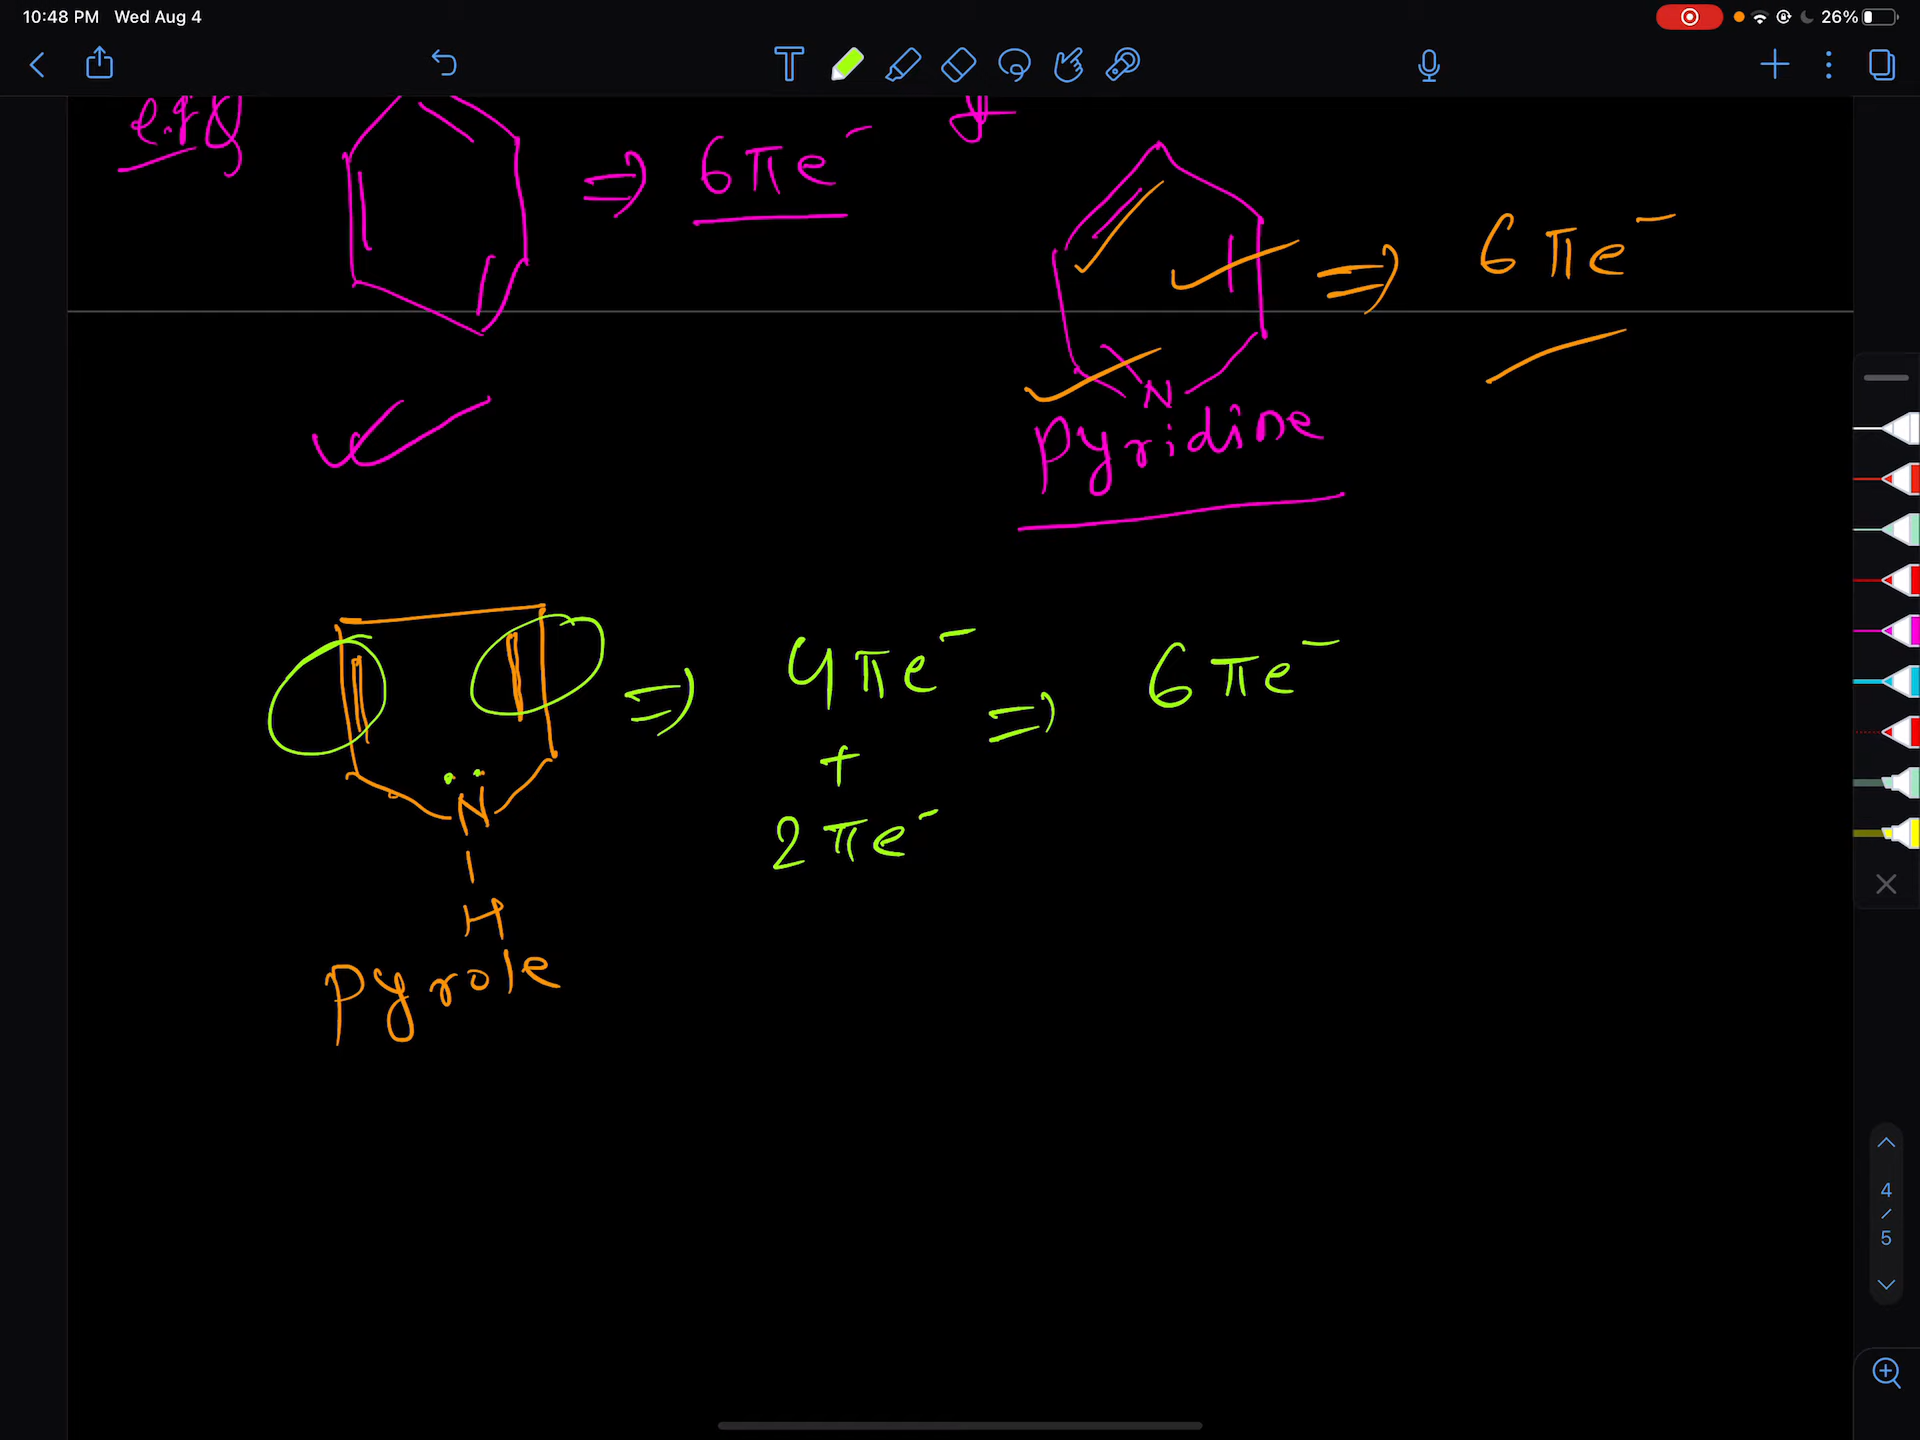 10:48 PM Wed Aug 4
26%
e.g
⇒ 6πe⁻
⇒ 6πe⁻
N
Pyridine
⇒ 4πe⁻ ⇒ 6πe⁻
+
2πe⁻
N
H
Pyrole
4
/
5